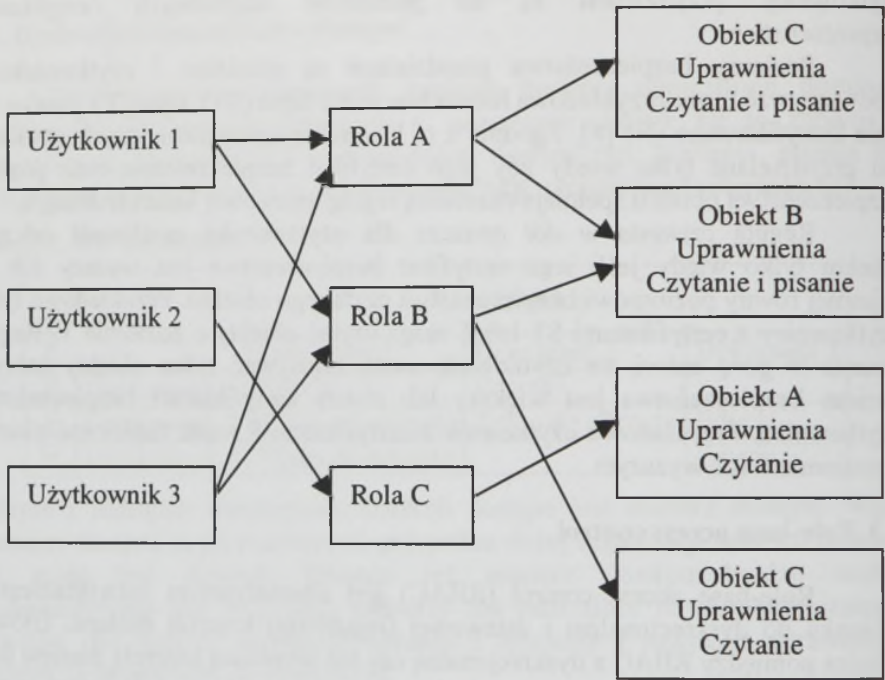 Użytkownik 1
Użytkownik 2
Użytkownik 3
Rola A
Rola B
Rola C
Obiekt C
Uprawnienia
Czytanie i pisanie
Obiekt B
Uprawnienia
Czytanie i pisanie
Obiekt A
Uprawnienia
Czytanie
Obiekt C
Uprawnienia
Czytanie